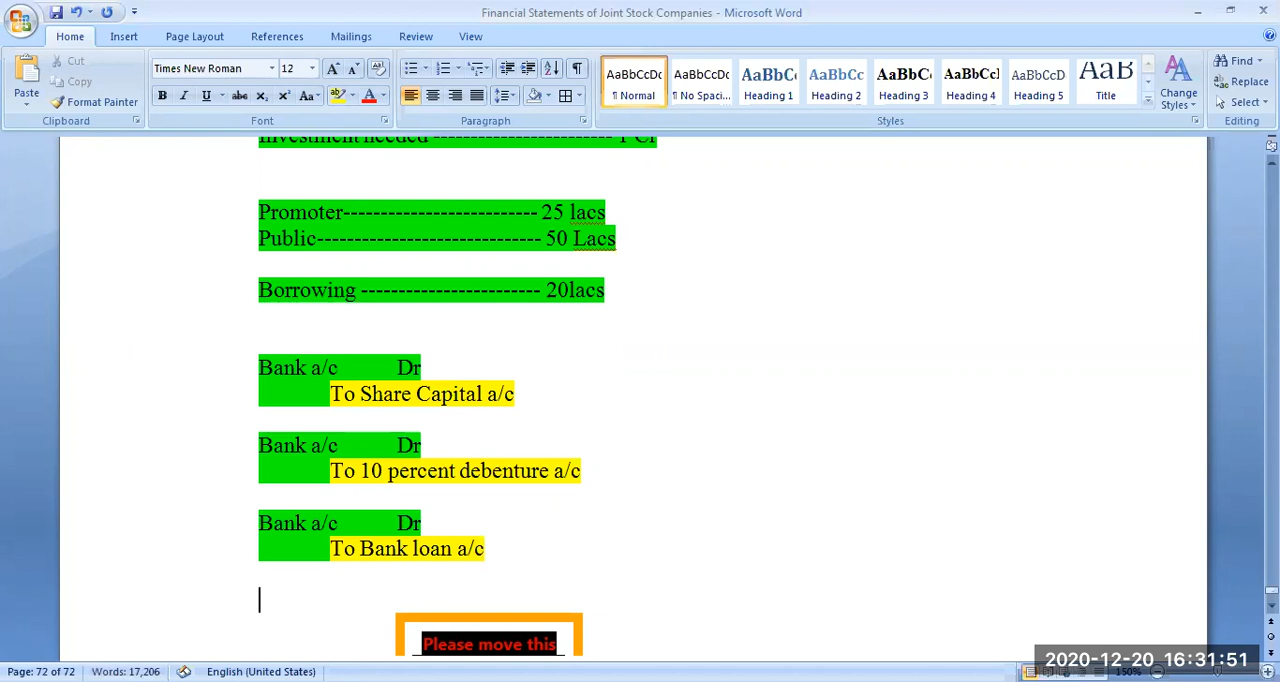 Financial Statements of Joint Stock Companies - Microsoft Word
Home Insert Page Layout References Mailings Review View
Paste
Cut
Copy
Format Painter
Clipboard
Times New Roman 12
Font
Paragraph
AaBbCcDc AaBbCcDc AaBbC( AaBbCc AaBbC( AaBbCcI AaBbCcD AaB
¶ Normal ¶ No Spaci... Heading 1 Heading 2 Heading 3 Heading 4 Heading 5 Title
Change Styles
Styles
Find
Replace
Select
Editing
Investment needed ------------------------
Promoter-------------------------- 25 lacs
Public------------------------------ 50 Lacs
Borrowing ------------------------ 20lacs
Bank a/c Dr
To Share Capital a/c
Bank a/c Dr
To 10 percent debenture a/c
Bank a/c Dr
To Bank loan a/c
Please move this
2020-12-20 16:31:51
Page: 72 of 72 Words: 17,206 English (United States) 150%